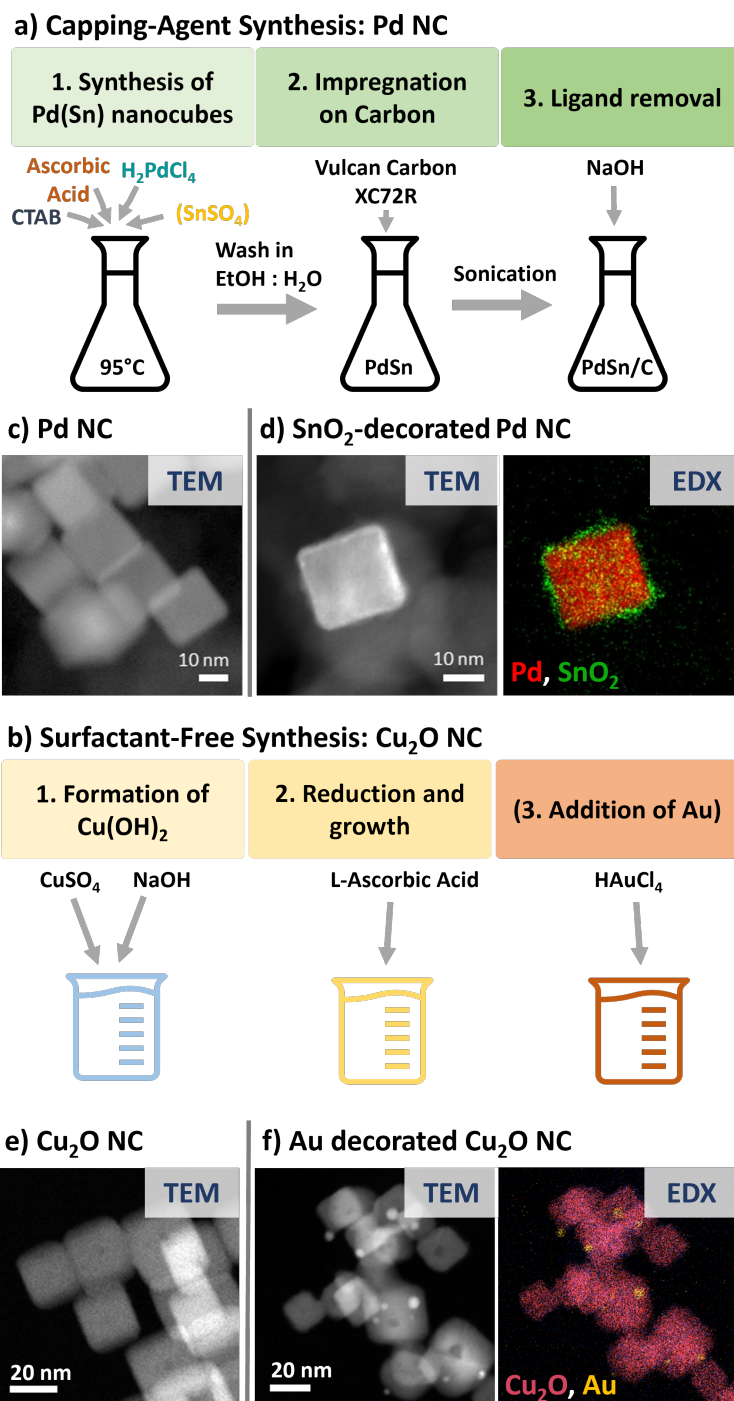 a) Capping-Agent Synthesis: Pd NC
1. Synthesis of
Pd(Sn) nanocubes
2. Impregnation
on Carbon
3. Ligand removal
Ascorbic
Acid
H₂PdCl₄
CTAB
(SnSO₄)
95°C
Wash in
EtOH : H₂O
Vulcan Carbon
XC72R
PdSn
Sonication
NaOH
PdSn/C
c) Pd NC
TEM
10 nm
d) SnO₂-decorated Pd NC
TEM
10 nm
EDX
Pd, SnO₂
b) Surfactant-Free Synthesis: Cu₂O NC
1. Formation of
Cu(OH)₂
2. Reduction and
growth
(3. Addition of Au)
CuSO₄ NaOH
L-Ascorbic Acid
HAuCl₄
e) Cu₂O NC
TEM
20 nm
f) Au decorated Cu₂O NC
TEM
20 nm
EDX
Cu₂O, Au